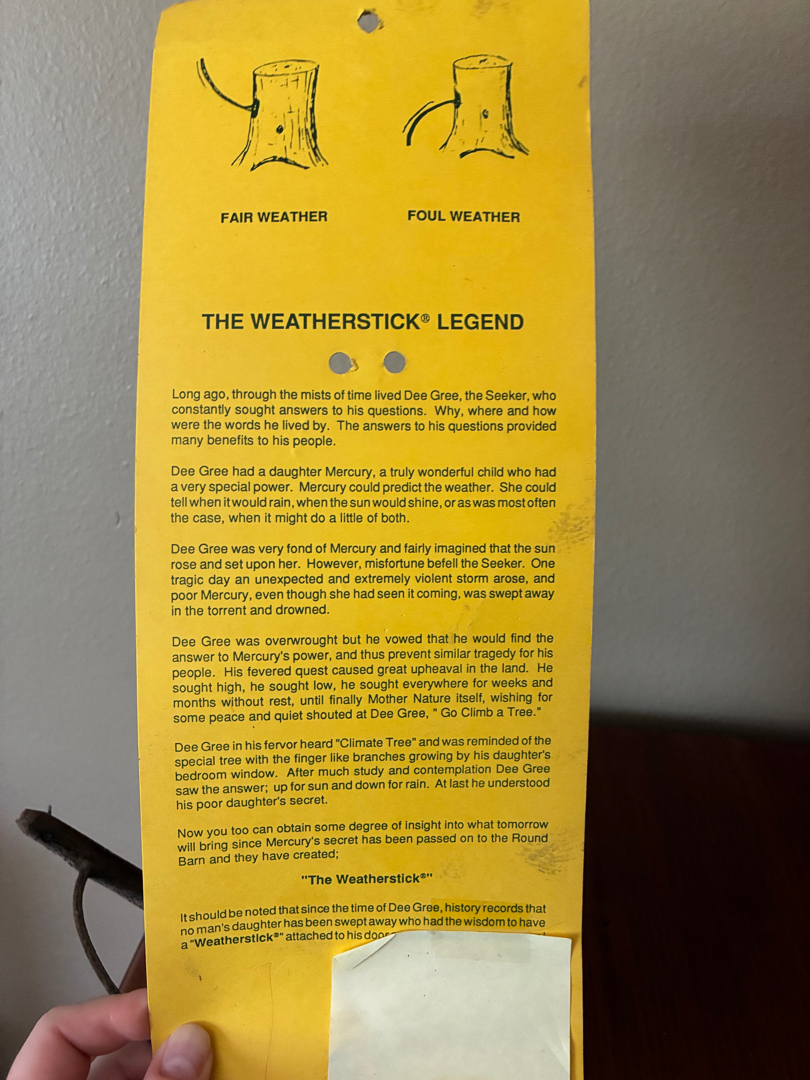 FAIR WEATHER FOUL WEATHER
THE WEATHERSTICK® LEGEND
Long ago, through the mists of time lived Dee Gree, the Seeker, who
constantly sought answers to his questions. Why, where and how
were the words he lived by. The answers to his questions provided
many benefits to his people.
Dee Gree had a daughter Mercury, a truly wonderful child who had
a very special power. Mercury could predict the weather. She could
tell when it would rain, when the sun would shine, or as was most often
the case, when it might do a little of both.
Dee Gree was very fond of Mercury and fairly imagined that the sun
rose and set upon her. However, misfortune befell the Seeker. One
tragic day an unexpected and extremely violent storm arose, and
poor Mercury, even though she had seen it coming, was swept away
in the torrent and drowned.
Dee Gree was overwrought but he vowed that he would find the
answer to Mercury's power, and thus prevent similar tragedy for his
people. His fevered quest caused great upheaval in the land. He
sought high, he sought low, he sought everywhere for weeks and
months without rest, until finally Mother Nature itself, wishing for
some peace and quiet shouted at Dee Gree, " Go Climb a Tree."
Dee Gree in his fervor heard "Climate Tree" and was reminded of the
special tree with the finger like branches growing by his daughter's
bedroom window. After much study and contemplation Dee Gree
saw the answer; up for sun and down for rain. At last he understood
his poor daughter's secret.
Now you too can obtain some degree of insight into what tomorrow
will bring since Mercury's secret has been passed on to the Round
Barn and they have created;
"The Weatherstick®"
It should be noted that since the time of Dee Gree, history records that
no man's daughter has been swept away who had the wisdom to have
a "Weatherstick®" attached to his